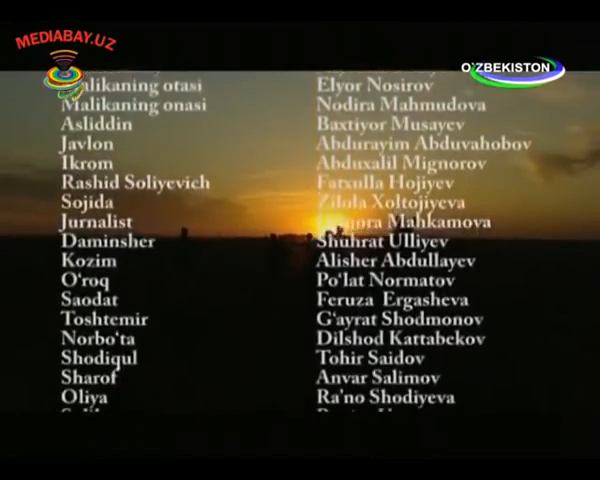 MEDIABAY.UZ
O'ZBEKISTON
Malikaning otasi Elyor Nosirov
Malikaning onasi Nodira Mahmudova
Asliddin Baxtiyor Musayev
Javlon Abdurayim Abduvahobov
Ikrom Abduxalil Mignorov
Rashid Soliyevich Fatxulla Hojiyev
Sojida Zilola Xoltojiyeva
Jurnalist Mahkamova
Daminsher Shuhrat Ulliyev
Kozim Alisher Abdullayev
O'roq Po'lat Normatov
Saodat Feruza Ergasheva
Toshtemir G'ayrat Shodmonov
Norbo'ta Dilshod Kattabekov
Shodiqul Tohir Saidov
Sharof Anvar Salimov
Oliya Ra'no Shodiyeva